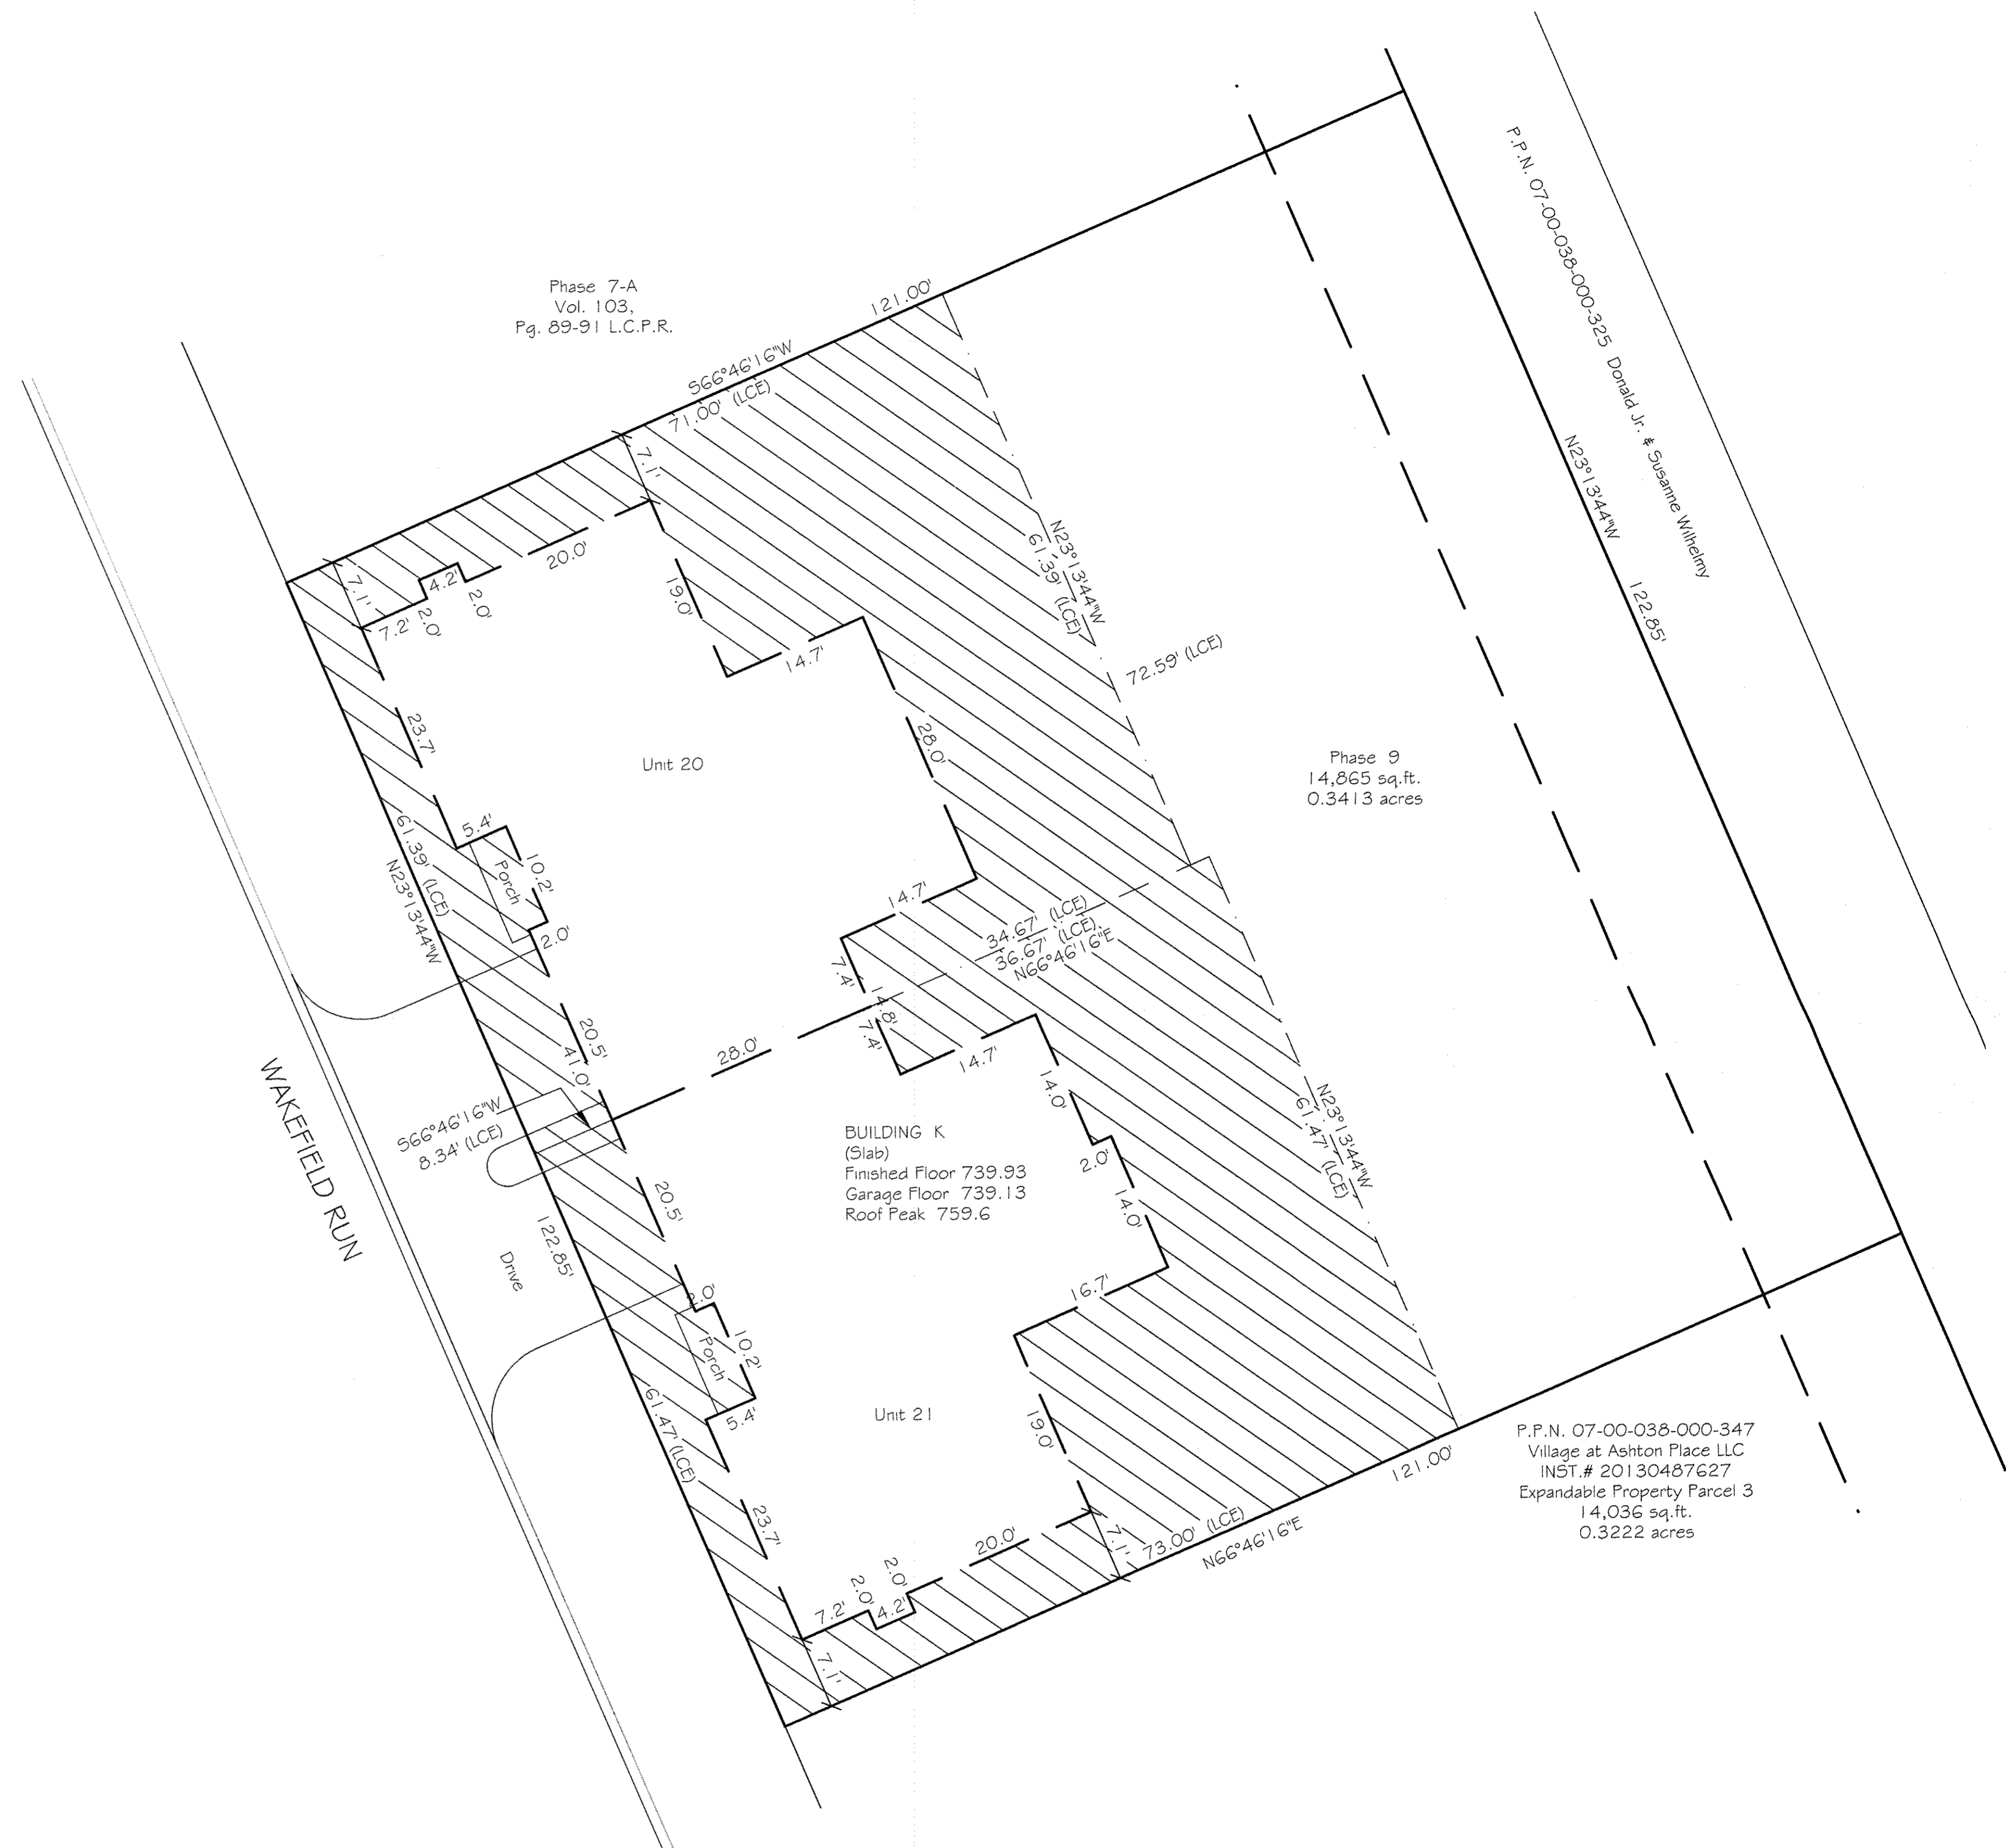 Phase 7-A
Vol. 103,
Pg. 89-91 L.C.P.R.
121.00'
S66°46'16"W
71.00' (LCE)
P.P.N. 07-00-038-000-325 Donald Jr. & Susanne Wilhelmy
N23°13'44"W
122.85'
7.1'
7.1'
7.2'
2.0'
4.2'
2.0'
20.0'
19.0'
14.7'
N23°13'44"W
61.39' (LCE)
72.59' (LCE)
23.7'
Unit 20
28.0'
Phase 9
14,865 sq.ft.
0.3413 acres
61.39' (LCE)
N23°13'44"W
5.4'
Porch
10.2'
2.0'
14.7'
34.67' (LCE)
36.67' (LCE)
N66°46'16"E
7.4'
14.8'
7.4'
14.7'
20.5'
41.0'
28.0'
S66°46'16"W
8.34' (LCE)
WAKEFIELD RUN
BUILDING K
(Slab)
Finished Floor 739.93
Garage Floor 739.13
Roof Peak 759.6
14.0'
2.0'
14.0'
N23°13'44"W
61.47' (LCE)
20.5'
122.85'
Drive
2.0'
10.2'
Porch
5.4'
16.7'
61.47' (LCE)
Unit 21
19.0'
23.7'
20.0'
7.1'
73.00' (LCE)
N66°46'16"E
121.00'
7.2'
2.0'
4.2'
2.0'
7.1'
P.P.N. 07-00-038-000-347
Village at Ashton Place LLC
INST.# 20130487627
Expandable Property Parcel 3
14,036 sq.ft.
0.3222 acres